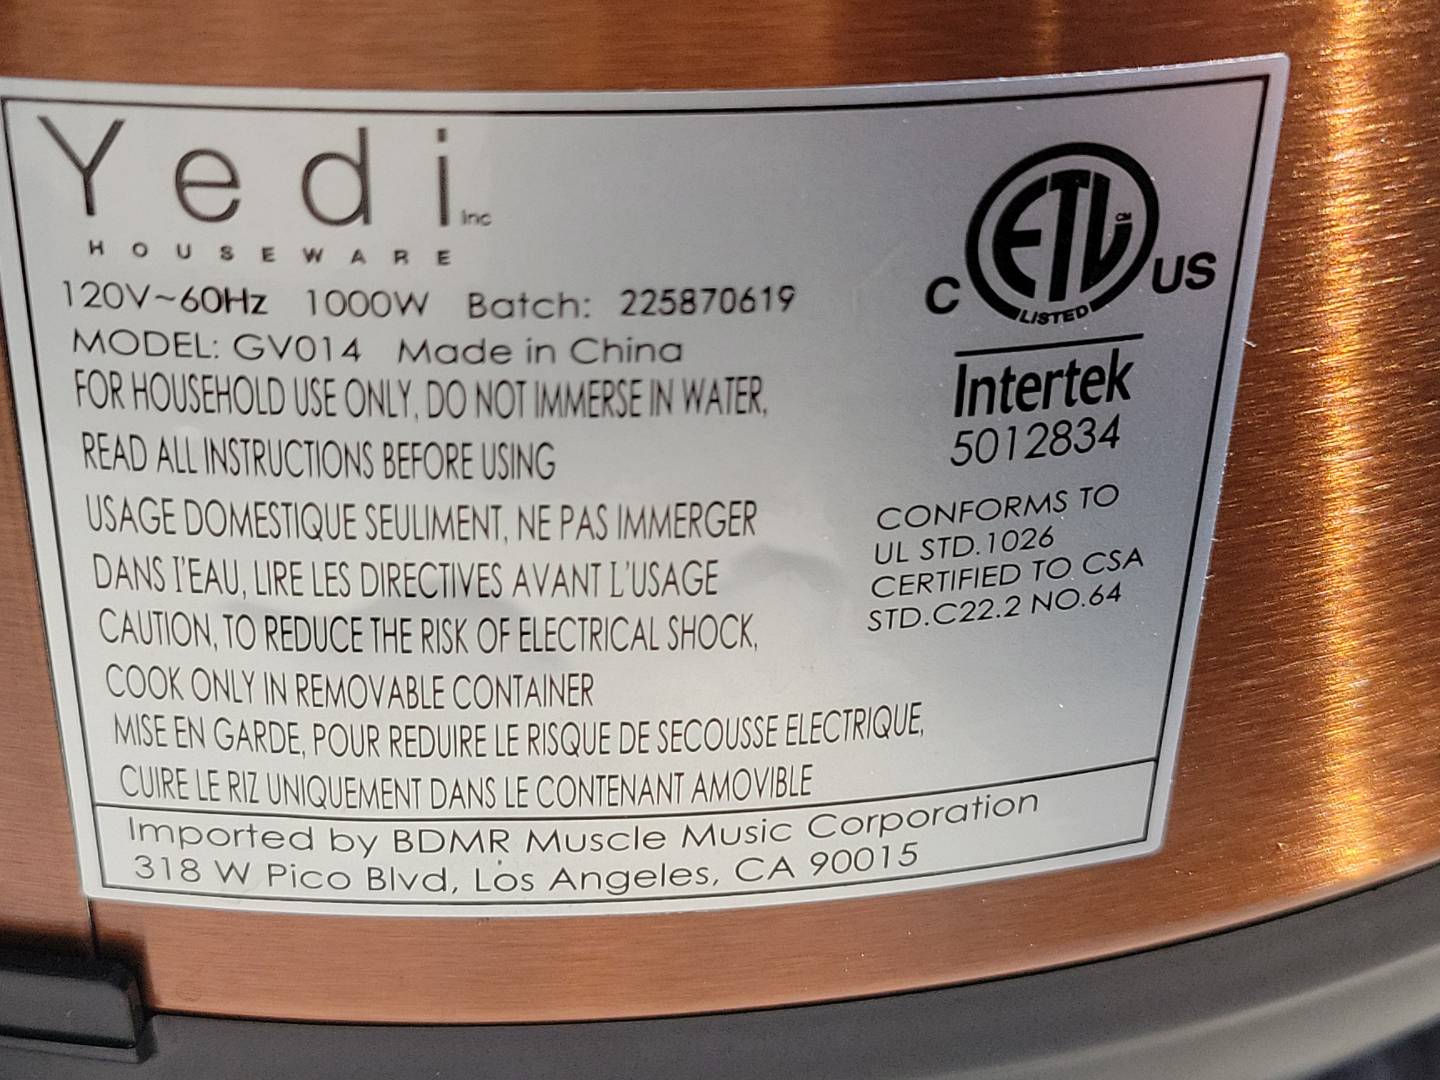 Yedi Inc
HOUSEWARE
120V~60Hz 1000W Batch: 225870619
MODEL: GV014 Made in China
FOR HOUSEHOLD USE ONLY, DO NOT IMMERSE IN WATER,
READ ALL INSTRUCTIONS BEFORE USING
USAGE DOMESTIQUE SEULIMENT, NE PAS IMMERGER
DANS I'EAU, LIRE LES DIRECTIVES AVANT L'USAGE
CAUTION, TO REDUCE THE RISK OF ELECTRICAL SHOCK,
COOK ONLY IN REMOVABLE CONTAINER
MISE EN GARDE, POUR REDUIRE LE RISQUE DE SECOUSSE ELECTRIQUE,
CUIRE LE RIZ UNIQUEMENT DANS LE CONTENANT AMOVIBLE
C ETL CM US
LISTED
Intertek
5012834
CONFORMS TO
UL STD.1026
CERTIFIED TO CSA
STD.C22.2 NO.64
Imported by BDMR Muscle Music Corporation
318 W Pico Blvd, Los Angeles, CA 90015